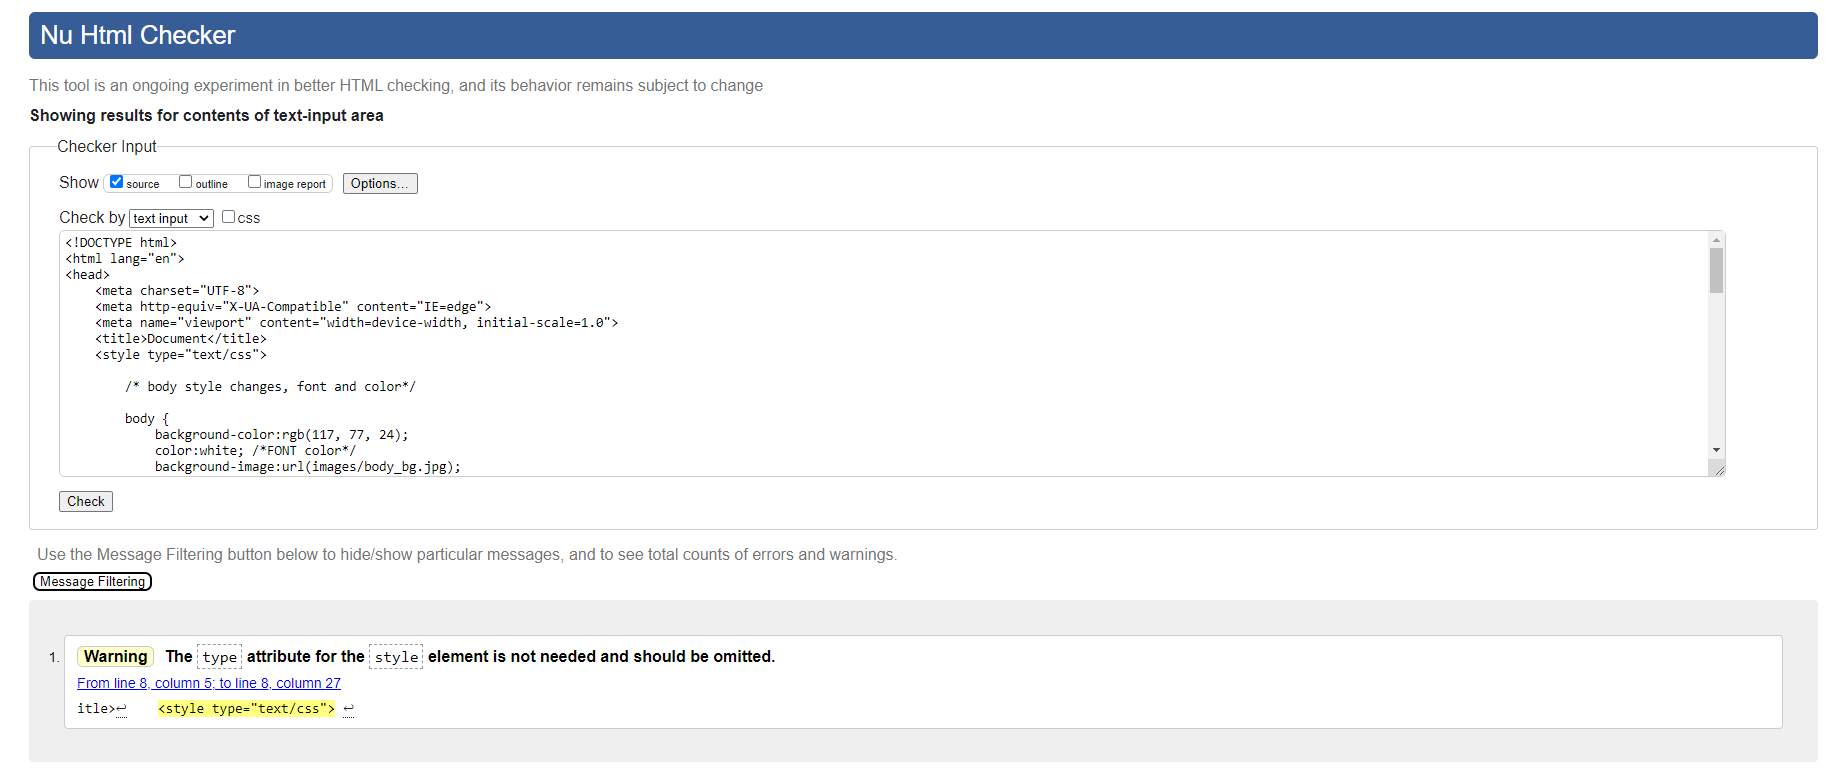 Nu Html Checker
This tool is an ongoing experiment in better HTML checking, and its behavior remains subject to change
Showing results for contents of text-input area
Checker Input
Show source outline image report Options...
Check by text input css
<!DOCTYPE html>
<html lang="en">
<head>
    <meta charset="UTF-8">
    <meta http-equiv="X-UA-Compatible" content="IE=edge">
    <meta name="viewport" content="width=device-width, initial-scale=1.0">
    <title>Document</title>
    <style type="text/css">
        /* body style changes, font and color*/
        body {
            background-color:rgb(117, 77, 24);
            color:white; /*FONT color*/
            background-image:url(images/body_bg.jpg);
Check
Use the Message Filtering button below to hide/show particular messages, and to see total counts of errors and warnings.
Message Filtering
1. Warning The type attribute for the style element is not needed and should be omitted.
From line 8, column 5; to line 8, column 27
itle>↩    <style type="text/css"> ↩